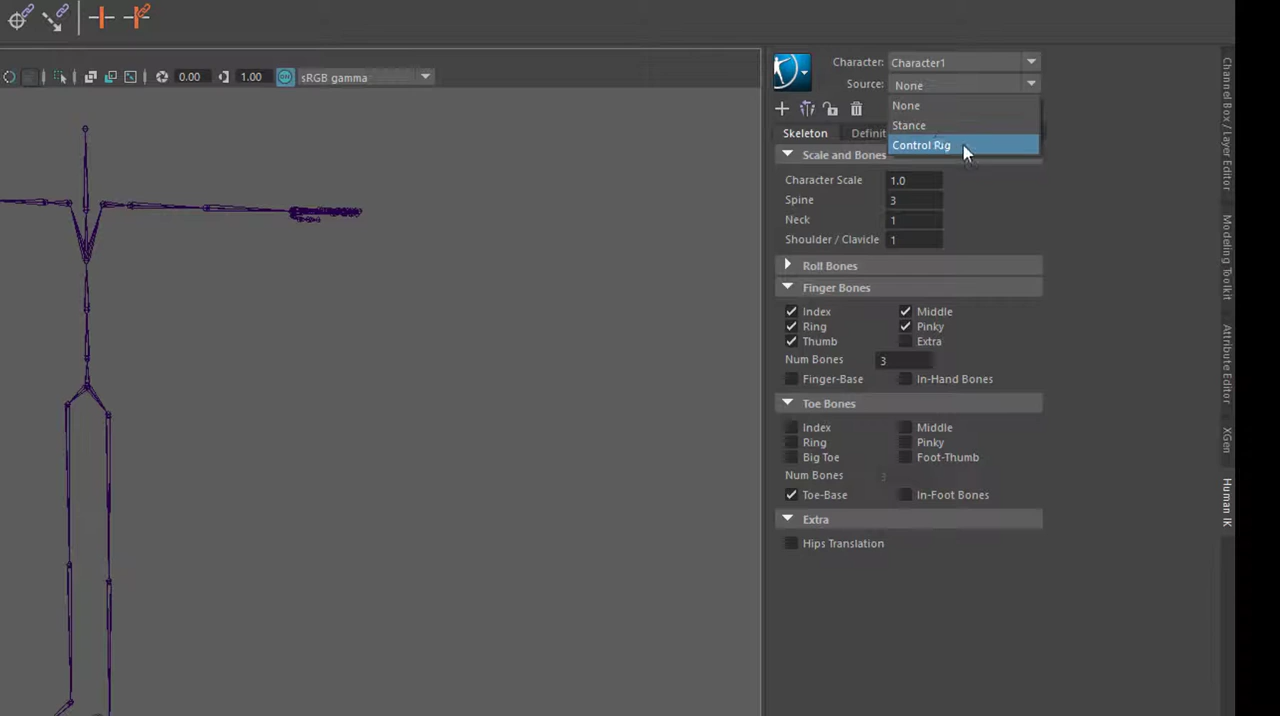 Character: Character1
0.00 1.00 ON sRGB gamma
Source: None
None
Stance
Control Rig
Skeleton Definit
Scale and Bones
Character Scale 1.0
Spine 3
Neck 1
Shoulder / Clavicle 1
Roll Bones
Finger Bones
Index Middle
Ring Pinky
Thumb Extra
Num Bones 3
Finger-Base In-Hand Bones
Toe Bones
Index Middle
Ring Pinky
Big Toe Foot-Thumb
Num Bones 3
Toe-Base In-Foot Bones
Extra
Hips Translation
Channel Box / Layer Editor
Modeling Toolkit
Attribute Editor
XGen
Human IK